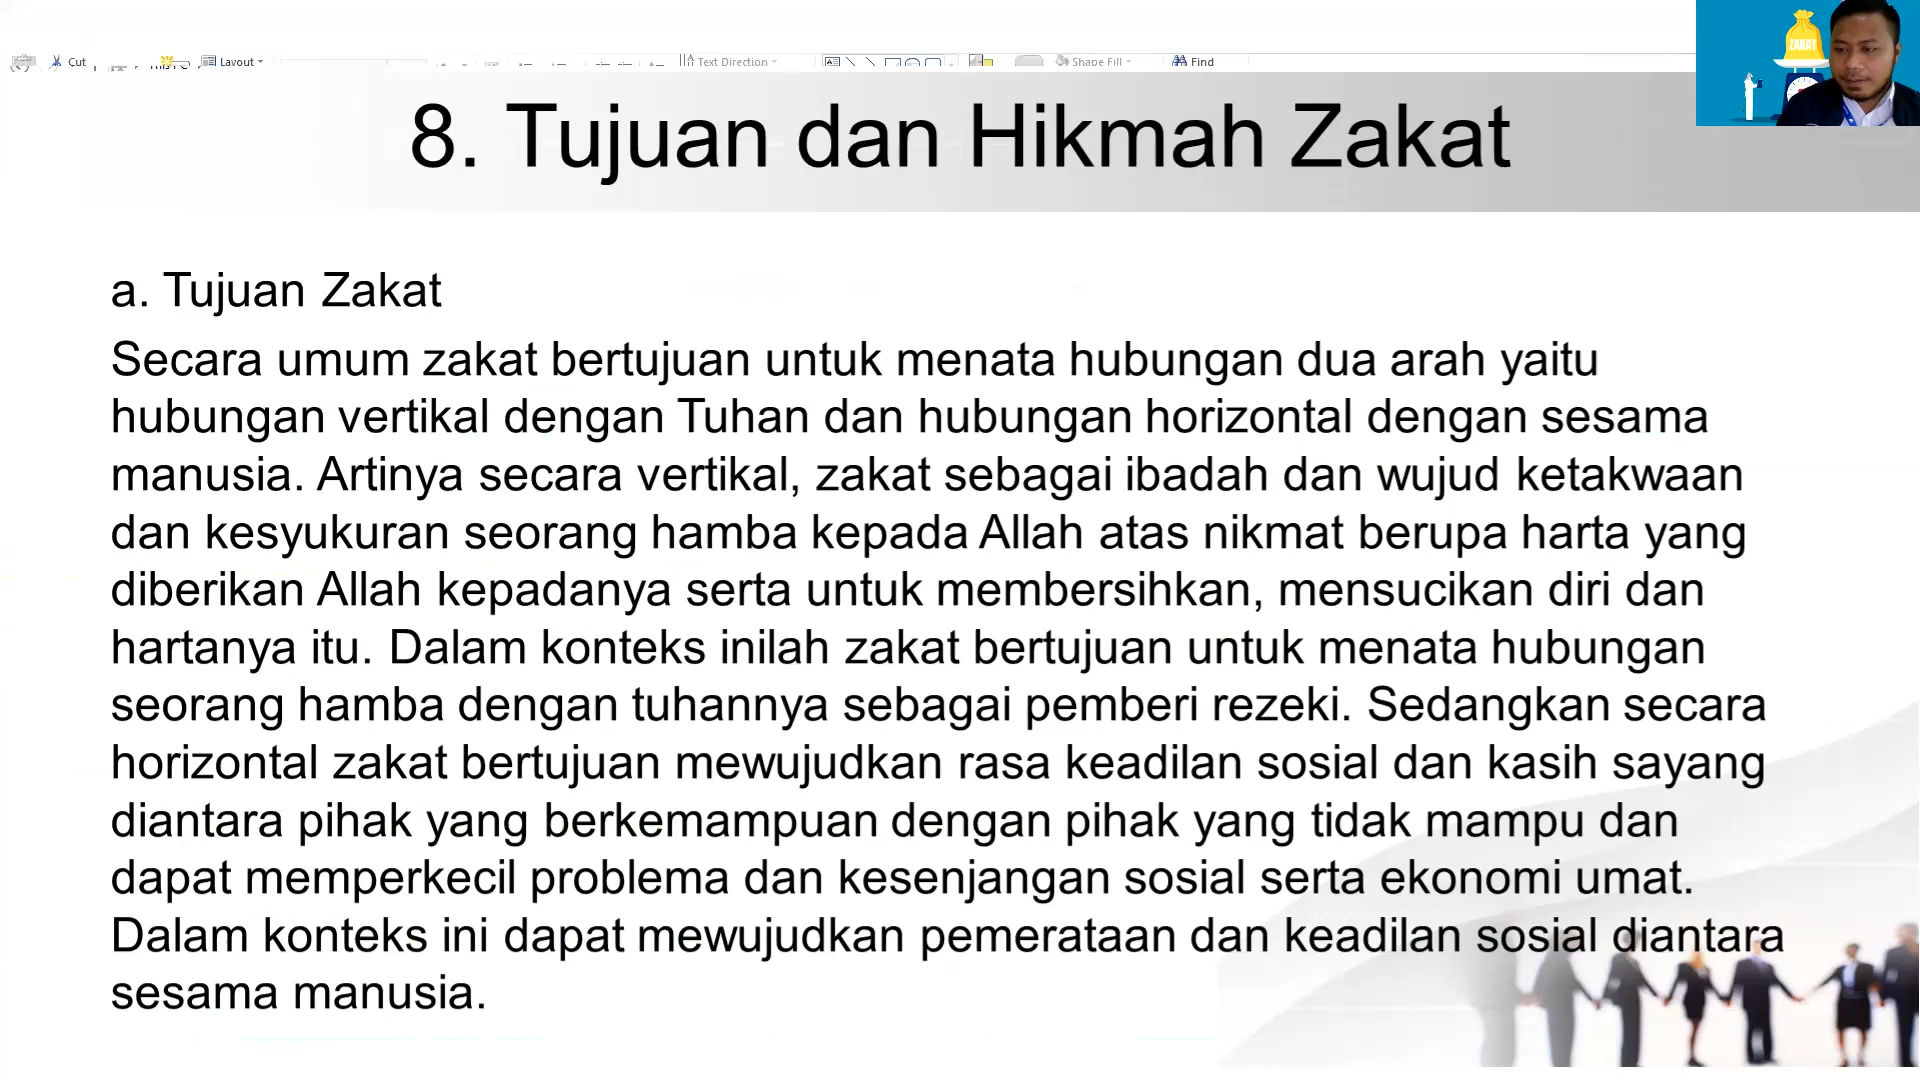 Cut
Layout
Text Direction
Shape Fill
Find
ZAKAT
8. Tujuan dan Hikmah Zakat
a. Tujuan Zakat
Secara umum zakat bertujuan untuk menata hubungan dua arah yaitu
hubungan vertikal dengan Tuhan dan hubungan horizontal dengan sesama
manusia. Artinya secara vertikal, zakat sebagai ibadah dan wujud ketakwaan
dan kesyukuran seorang hamba kepada Allah atas nikmat berupa harta yang
diberikan Allah kepadanya serta untuk membersihkan, mensucikan diri dan
hartanya itu. Dalam konteks inilah zakat bertujuan untuk menata hubungan
seorang hamba dengan tuhannya sebagai pemberi rezeki. Sedangkan secara
horizontal zakat bertujuan mewujudkan rasa keadilan sosial dan kasih sayang
diantara pihak yang berkemampuan dengan pihak yang tidak mampu dan
dapat memperkecil problema dan kesenjangan sosial serta ekonomi umat.
Dalam konteks ini dapat mewujudkan pemerataan dan keadilan sosial diantara
sesama manusia.